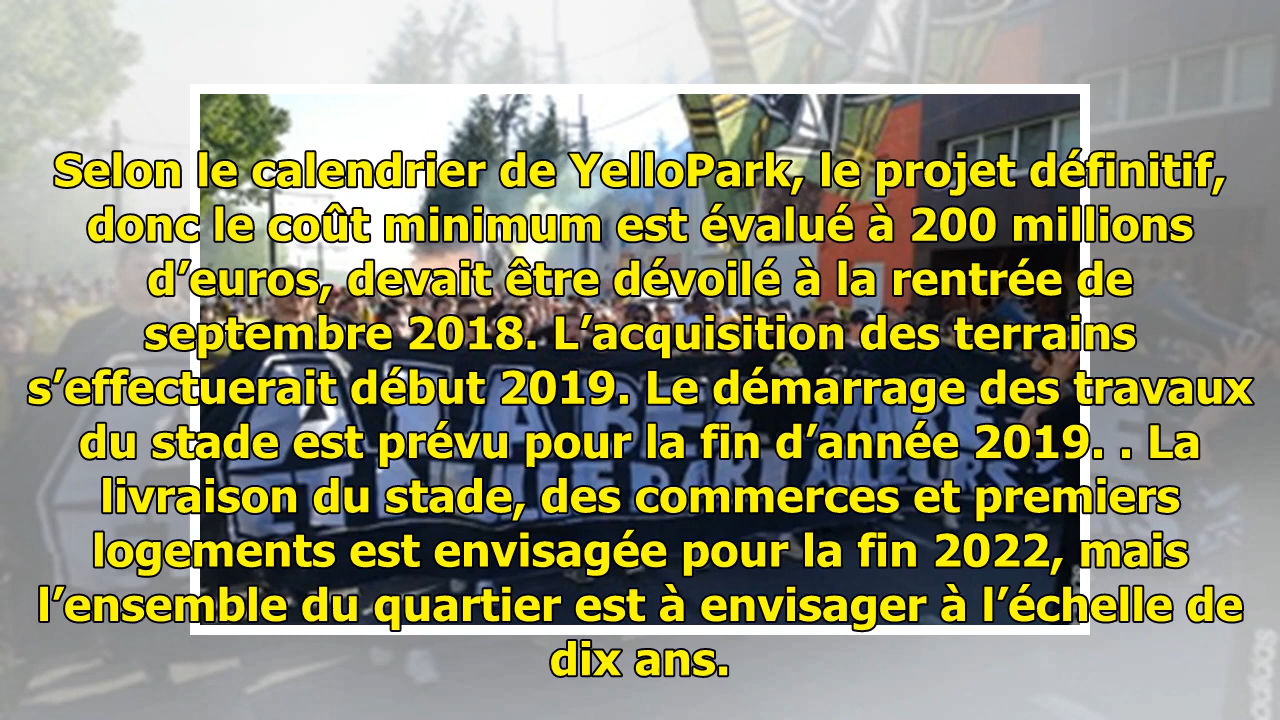 Selon le calendrier de YelloPark, le projet définitif,
donc le coût minimum est évalué à 200 millions
d’euros, devait être dévoilé à la rentrée de
septembre 2018. L’acquisition des terrains
s’effectuerait début 2019. Le démarrage des travaux
du stade est prévu pour la fin d’année 2019. . La
livraison du stade, des commerces et premiers
logements est envisagée pour la fin 2022, mais
l’ensemble du quartier est à envisager à l’échelle de
dix ans.